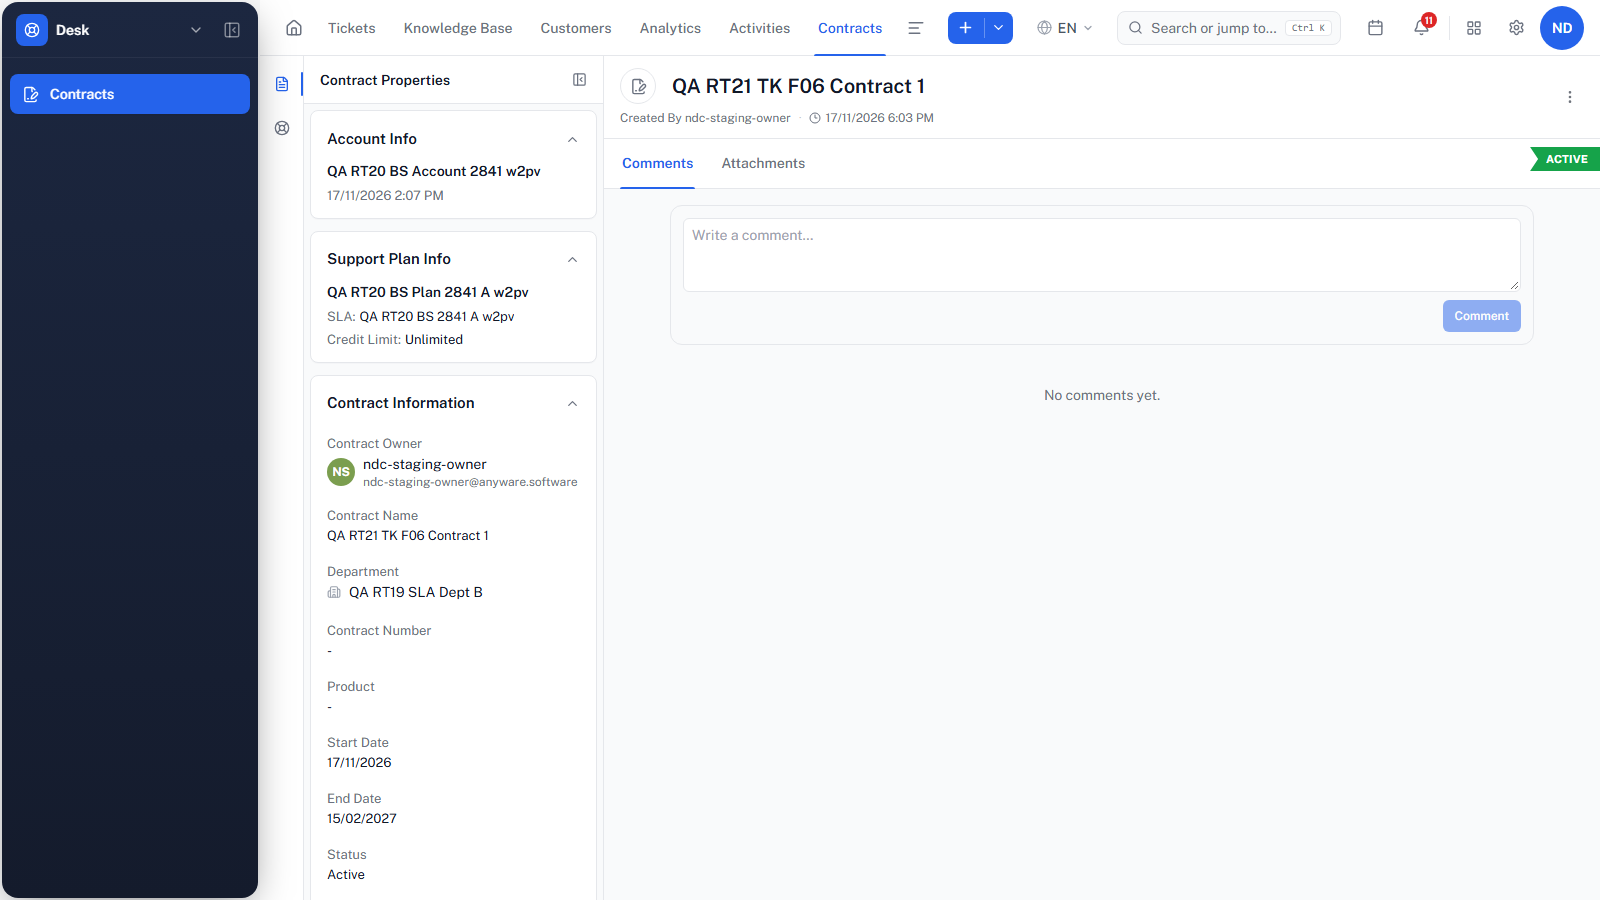 Desk
Contracts
Tickets
Knowledge Base
Customers
Analytics
Activities
Contracts
EN
Search or jump to...
Ctrl K
11
ND
Contract Properties
Account Info
QA RT20 BS Account 2841 w2pv
17/11/2026 2:07 PM
Support Plan Info
QA RT20 BS Plan 2841 A w2pv
SLA: QA RT20 BS 2841 A w2pv
Credit Limit: Unlimited
Contract Information
Contract Owner
NS
ndc-staging-owner
ndc-staging-owner@anyware.software
Contract Name
QA RT21 TK F06 Contract 1
Department
QA RT19 SLA Dept B
Contract Number
-
Product
-
Start Date
17/11/2026
End Date
15/02/2027
Status
Active
QA RT21 TK F06 Contract 1
Created By ndc-staging-owner · 17/11/2026 6:03 PM
Comments
Attachments
ACTIVE
Write a comment...
Comment
No comments yet.